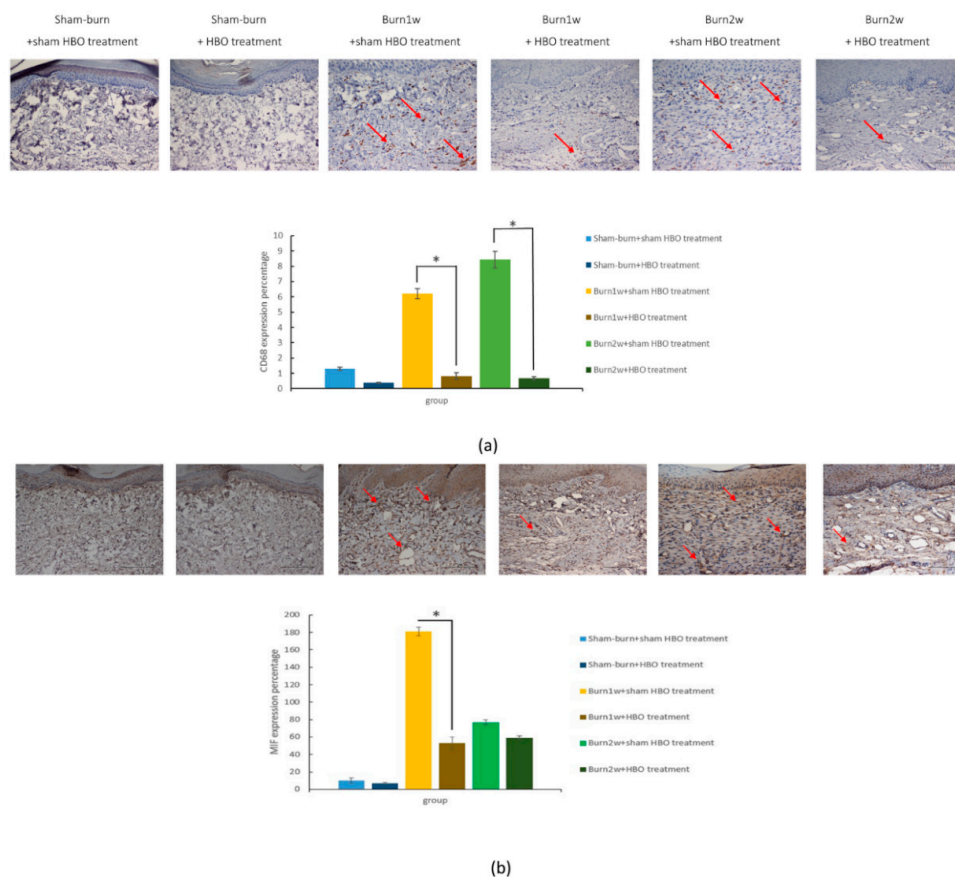 Sham-burn
+sham HBO treatment
Sham-burn
+ HBO treatment
Burn1w
+sham HBO treatment
Burn1w
+ HBO treatment
Burn2w
+sham HBO treatment
Burn2w
+ HBO treatment
CD68 expression percentage
10
9
8
7
6
5
4
3
2
1
0
*
*
group
Sham-burn+sham HBO treatment
Sham-burn+HBO treatment
Burn1w+sham HBO treatment
Burn1w+HBO treatment
Burn2w+sham HBO treatment
Burn2w+HBO treatment
(a)
MIF expression percentage
200
180
160
140
120
100
80
60
40
20
0
*
group
Sham-burn+sham HBO treatment
Sham-burn+HBO treatment
Burn1w+sham HBO treatment
Burn1w+HBO treatment
Burn2w+sham HBO treatment
Burn2w+HBO treatment
(b)